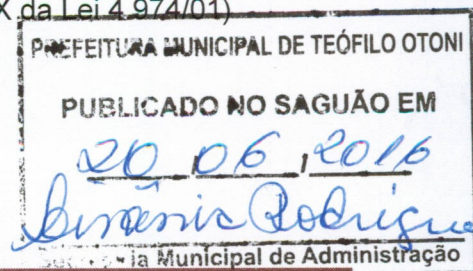 X da Lei 4.974/01)
PREFEITURA MUNICIPAL DE TEÓFILO OTONI
PUBLICADO NO SAGUÃO EM
20 / 06 / 2016
Rodrigue
ia Municipal de Administração